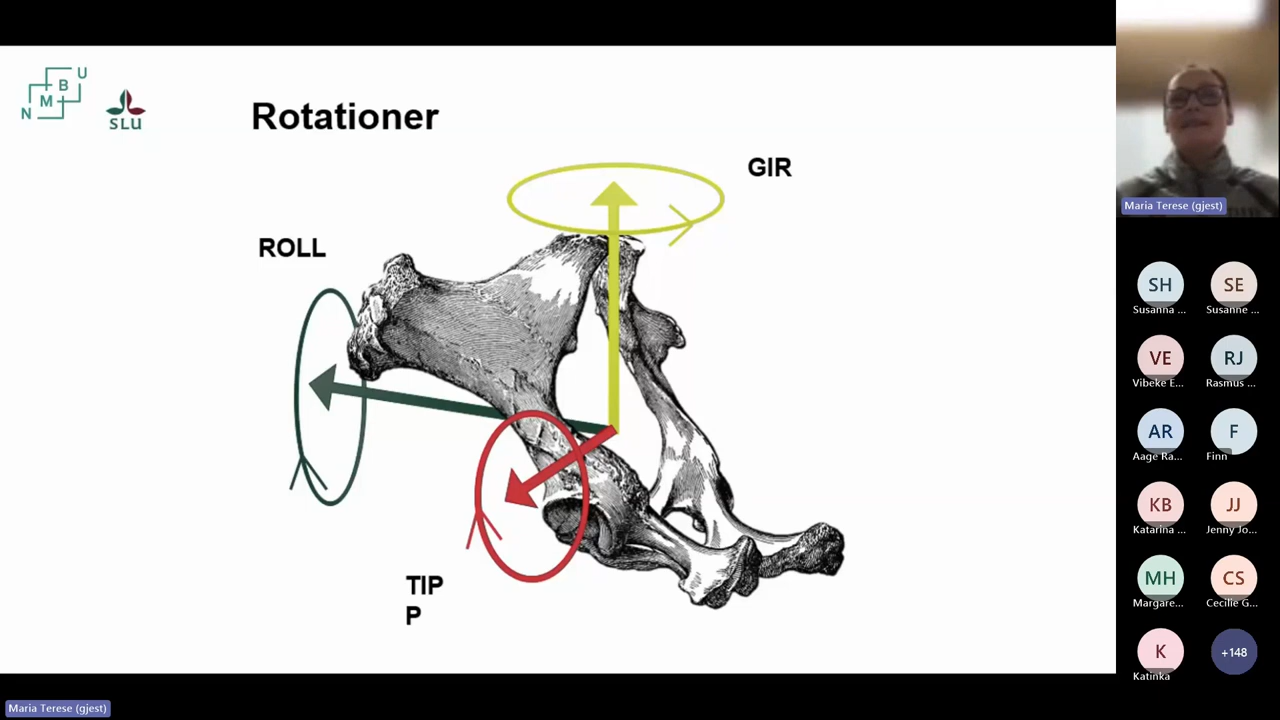 N M B U
SLU
Rotationer
GIR
ROLL
TIP
P
Maria Terese (gjest)
SH
SE
Susanna ...
Susanne ...
VE
RJ
Vibeke E...
Rasmus ...
AR
F
Aage Ra...
Finn
KB
JJ
Katarina ...
Jenny Jo...
MH
CS
Margare...
Cecilie G...
K
+148
Katinka
Maria Terese (gjest)